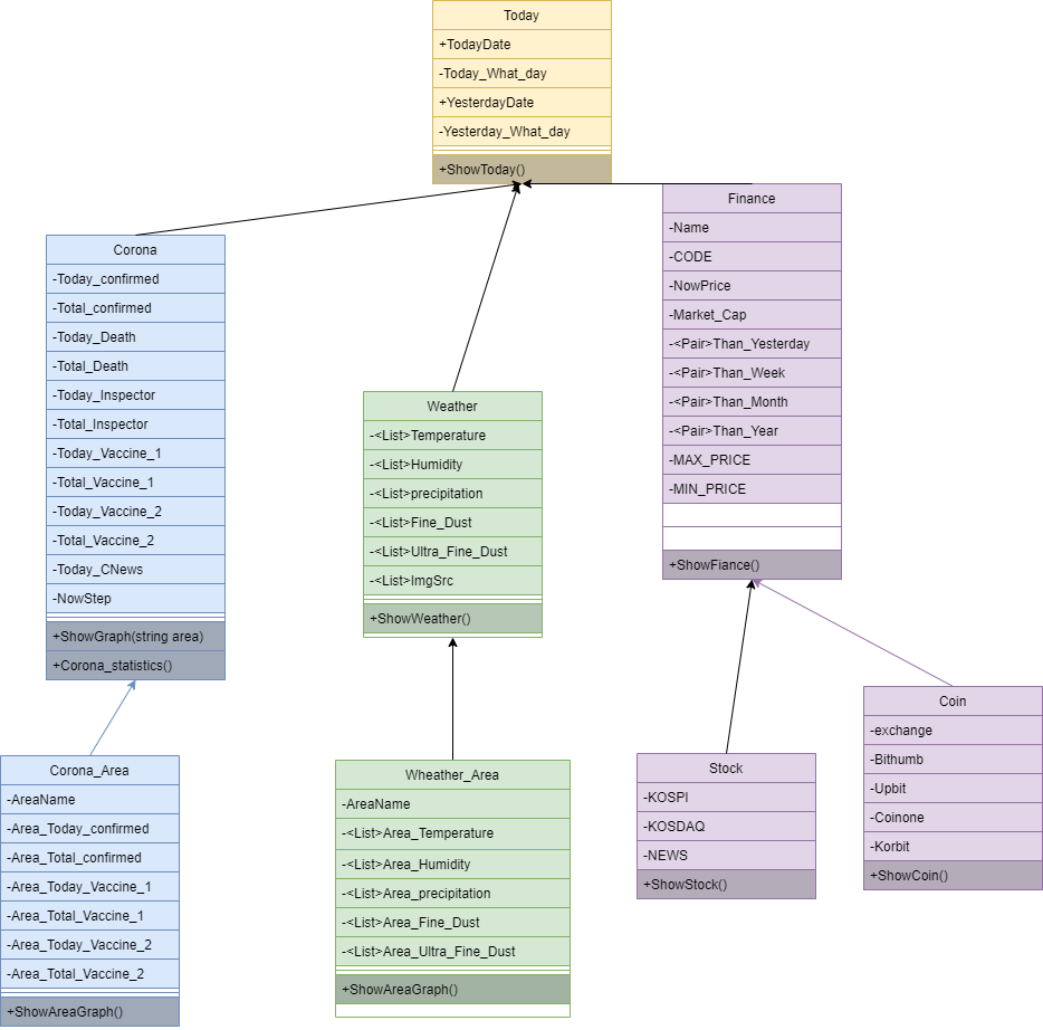 Today
+TodayDate
-Today_What_day
+YesterdayDate
-Yesterday_What_day
+ShowToday()
Corona
-Today_confirmed
-Total_confirmed
-Today_Death
-Total_Death
-Today_Inspector
-Total_Inspector
-Today_Vaccine_1
-Total_Vaccine_1
-Today_Vaccine_2
-Total_Vaccine_2
-Today_CNews
-NowStep
+ShowGraph(string area)
+Corona_statistics()
Weather
-<List>Temperature
-<List>Humidity
-<List>precipitation
-<List>Fine_Dust
-<List>Ultra_Fine_Dust
-<List>ImgSrc
+ShowWeather()
Finance
-Name
-CODE
-NowPrice
-Market_Cap
-<Pair>Than_Yesterday
-<Pair>Than_Week
-<Pair>Than_Month
-<Pair>Than_Year
-MAX_PRICE
-MIN_PRICE
+ShowFiance()
Corona_Area
-AreaName
-Area_Today_confirmed
-Area_Total_confirmed
-Area_Today_Vaccine_1
-Area_Total_Vaccine_1
-Area_Today_Vaccine_2
-Area_Total_Vaccine_2
+ShowAreaGraph()
Wheather_Area
-AreaName
-<List>Area_Temperature
-<List>Area_Humidity
-<List>Area_precipitation
-<List>Area_Fine_Dust
-<List>Area_Ultra_Fine_Dust
+ShowAreaGraph()
Stock
-KOSPI
-KOSDAQ
-NEWS
+ShowStock()
Coin
-exchange
-Bithumb
-Upbit
-Coinone
-Korbit
+ShowCoin()